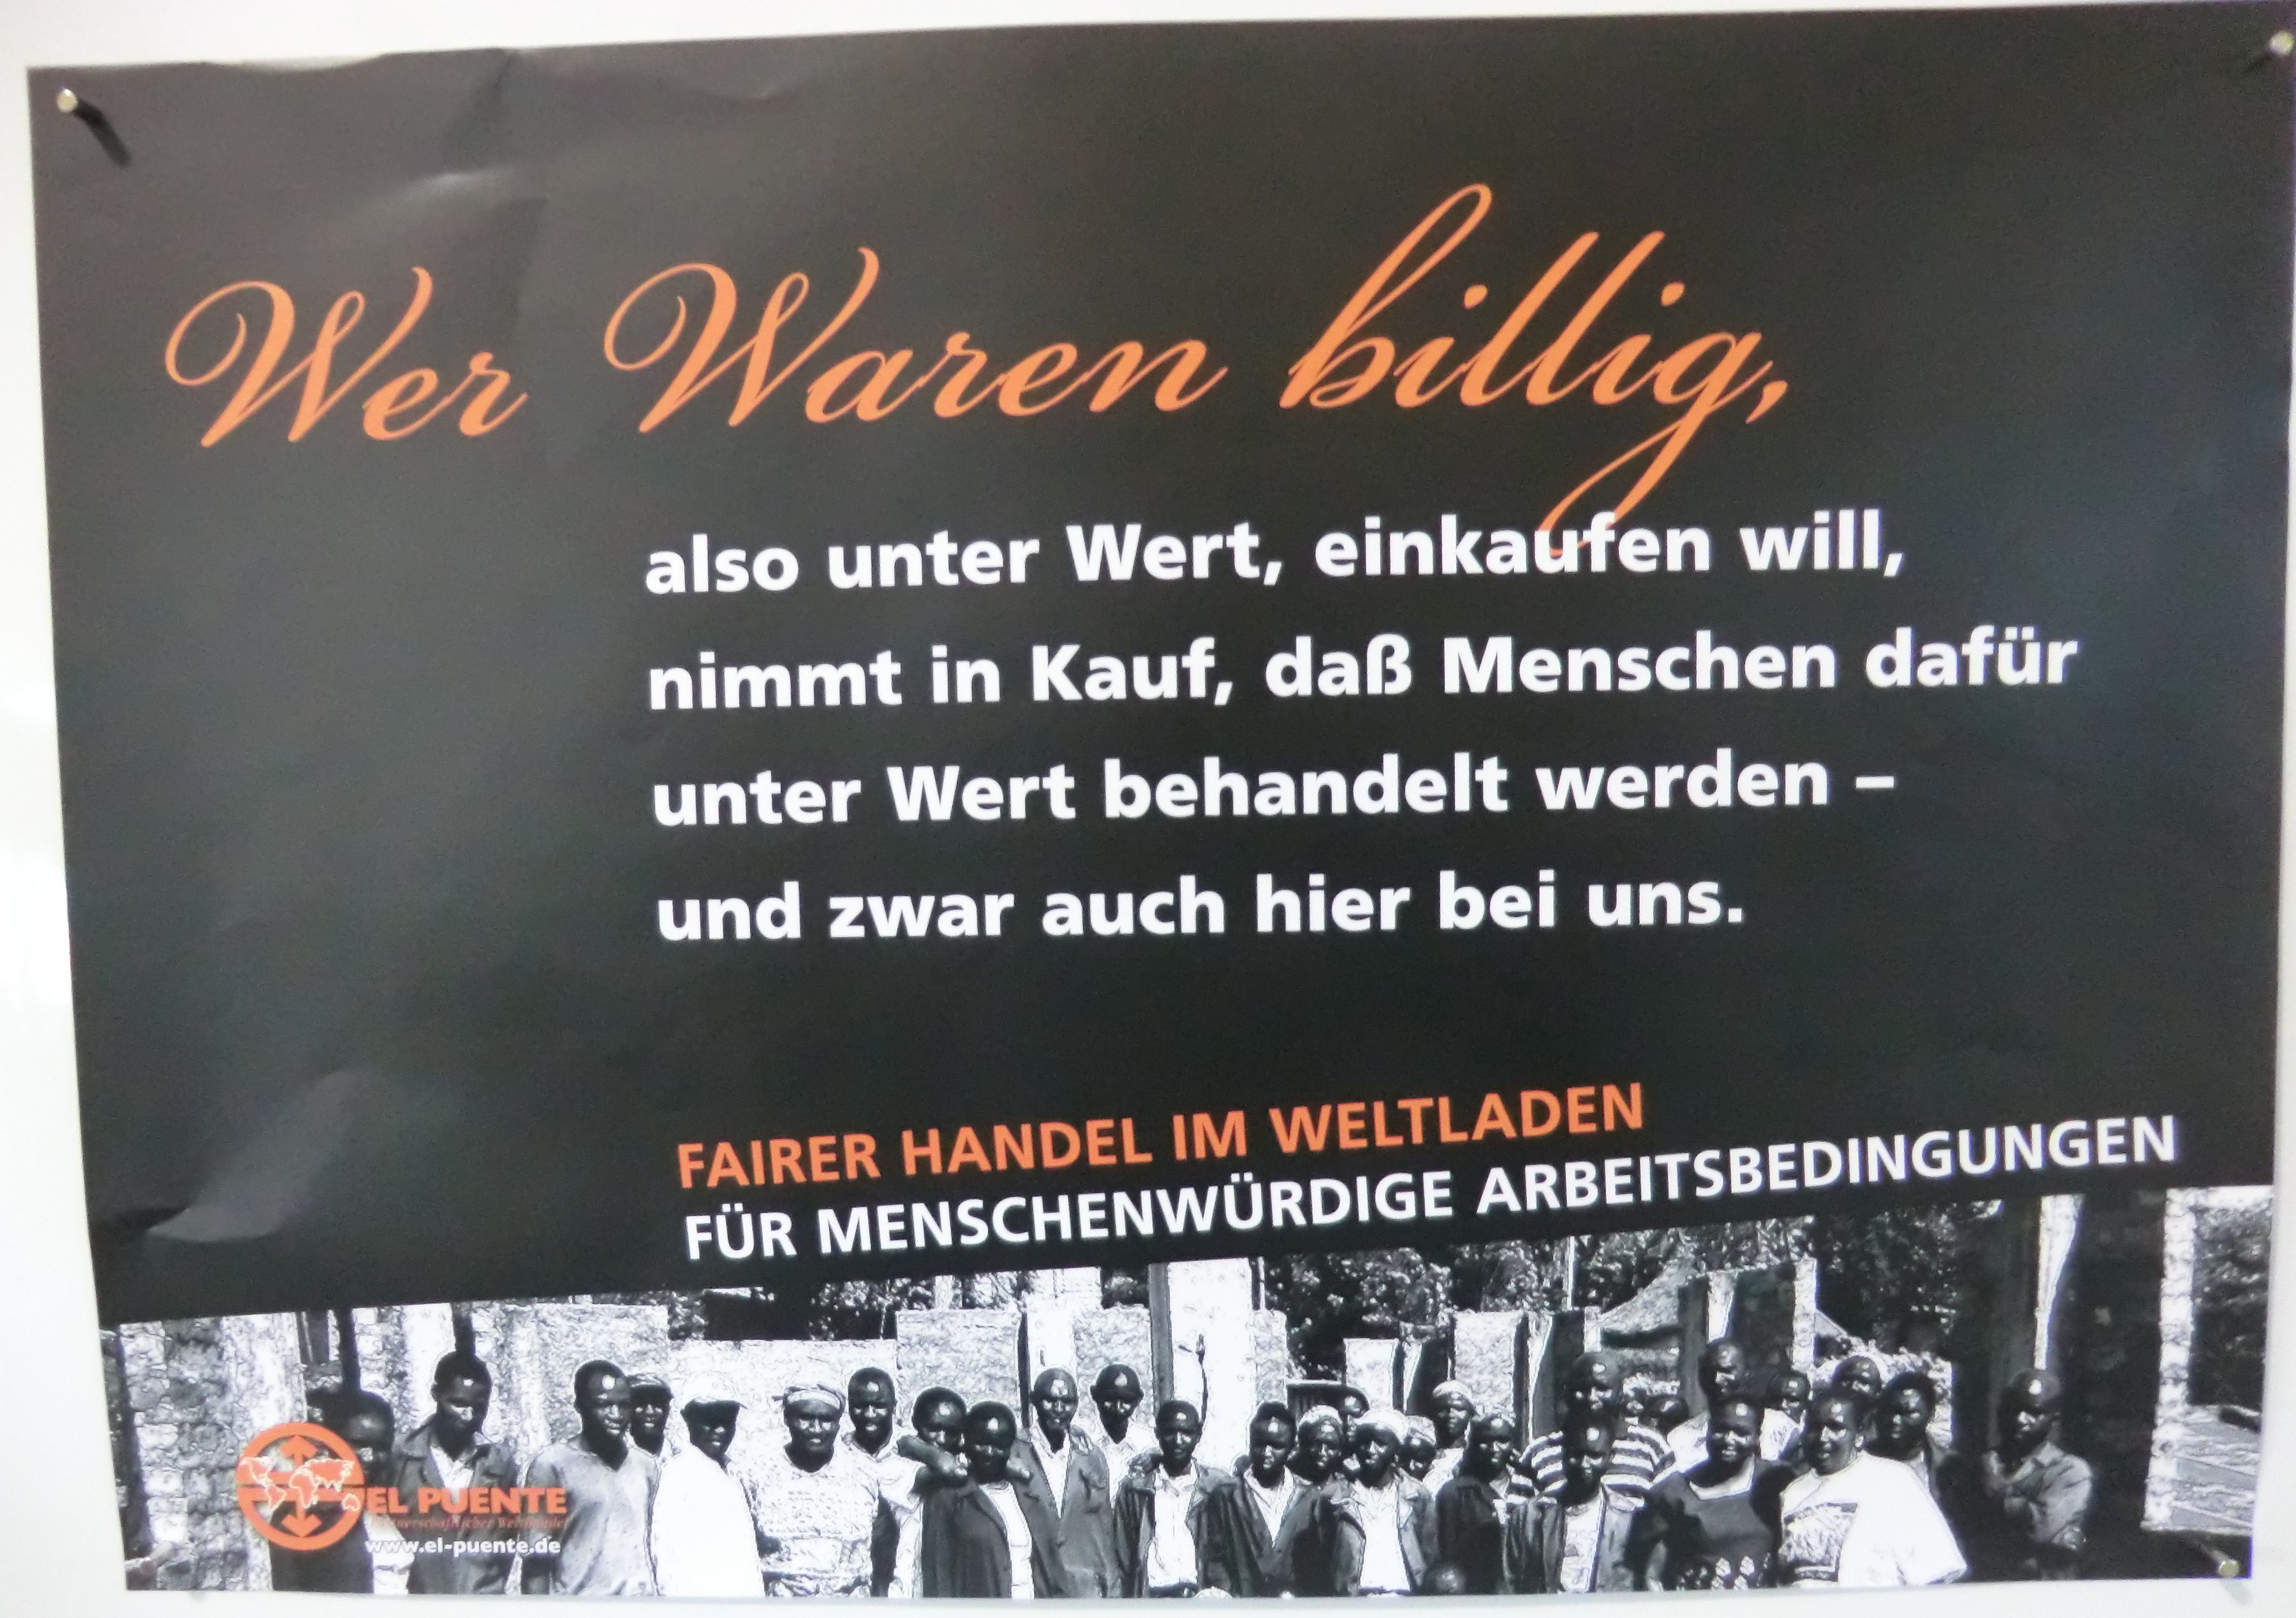 Wer Waren billig,
also unter Wert, einkaufen will,
nimmt in Kauf, daß Menschen dafür
unter Wert behandelt werden –
und zwar auch hier bei uns.
FAIRER HANDEL IM WELTLADEN
FÜR MENSCHENWÜRDIGE ARBEITSBEDINGUNGEN
EL PUENTE
www.el-puente.de